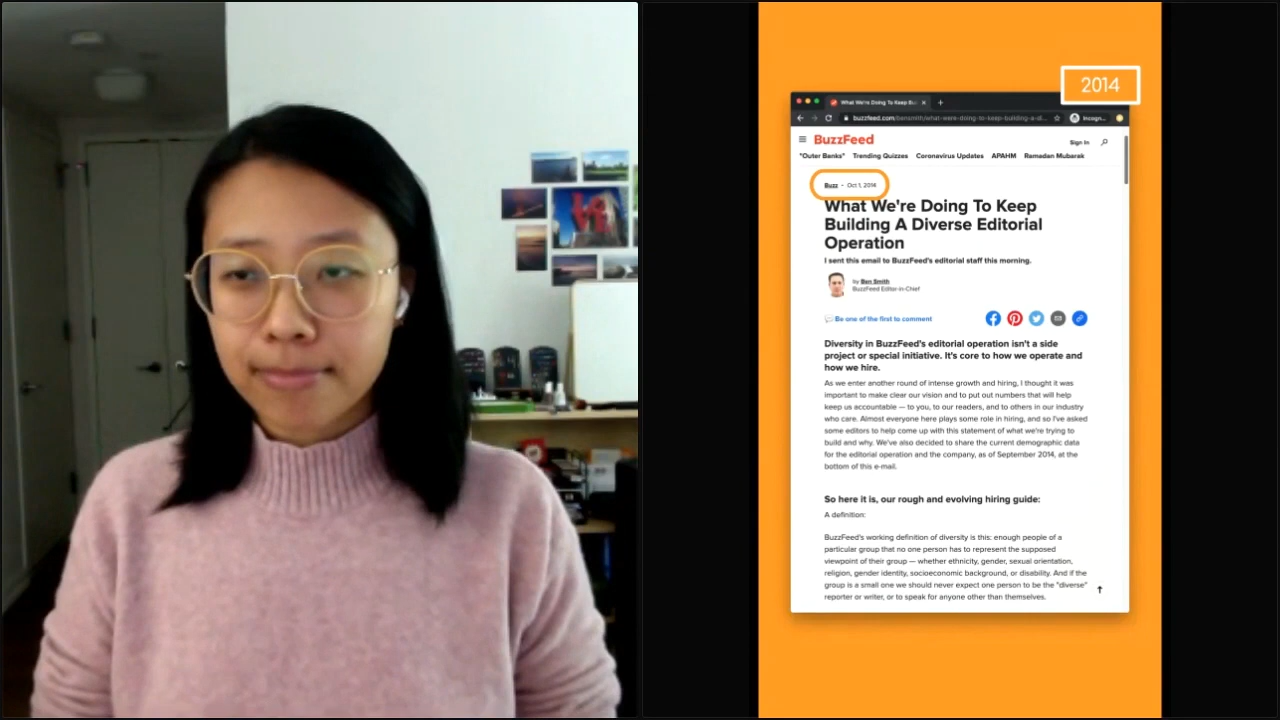 2014
What We're Doing To Keep Bu
buzzfeed.com/bensmith/what-were-doing-to-keep-building-a-di...
Incogn...
BuzzFeed
Sign In
"Outer Banks" Trending Quizzes Coronavirus Updates APAHM Ramadan Mubarak
Buzz • Oct 1, 2014
What We're Doing To Keep
Building A Diverse Editorial
Operation
I sent this email to BuzzFeed's editorial staff this morning.
by Ben Smith
BuzzFeed Editor-in-Chief
Be one of the first to comment
Diversity in BuzzFeed's editorial operation isn't a side
project or special initiative. It's core to how we operate and
how we hire.
As we enter another round of intense growth and hiring, I thought it was
important to make clear our vision and to put out numbers that will help
keep us accountable — to you, to our readers, and to others in our industry
who care. Almost everyone here plays some role in hiring, and so I've asked
some editors to help come up with this statement of what we're trying to
build and why. We've also decided to share the current demographic data
for the editorial operation and the company, as of September 2014, at the
bottom of this e-mail.
So here it is, our rough and evolving hiring guide:
A definition:
BuzzFeed's working definition of diversity is this: enough people of a
particular group that no one person has to represent the supposed
viewpoint of their group — whether ethnicity, gender, sexual orientation,
religion, gender identity, socioeconomic background, or disability. And if the
group is a small one we should never expect one person to be the "diverse"
reporter or writer, or to speak for anyone other than themselves.